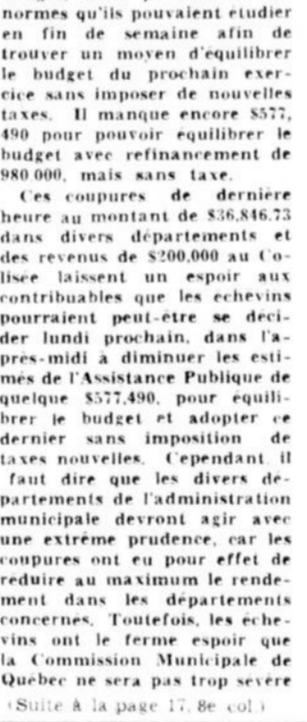 normes qu'ils pouvaient étudier
en fin de semaine afin de
trouver un moyen d'équilibrer
le budget du prochain exer-
cice sans imposer de nouvelles
taxes. Il manque encore $577,
490 pour pouvoir équilibrer le
budget avec refinancement de
980 000, mais sans taxe.
Ces coupures de dernière
heure au montant de $36,846.73
dans divers départements et
des revenus de $200,000 au Co-
lisée laissent un espoir aux
contribuables que les échevins
pourraient peut-être se déci-
der lundi prochain, dans l'a-
près-midi à diminuer les esti-
més de l'Assistance Publique de
quelque $577,490, pour équili-
brer le budget et adopter ce
dernier sans imposition de
taxes nouvelles. Cependant, il
faut dire que les divers dé-
partements de l'administration
municipale devront agir avec
une extrême prudence, car les
coupures ont eu pour effet de
réduire au maximum le rende-
ment dans les départements
concernés. Toutefois, les éche-
vins ont le ferme espoir que
la Commission Municipale de
Québec ne sera pas trop sévère
(Suite à la page 17, 8e col.)